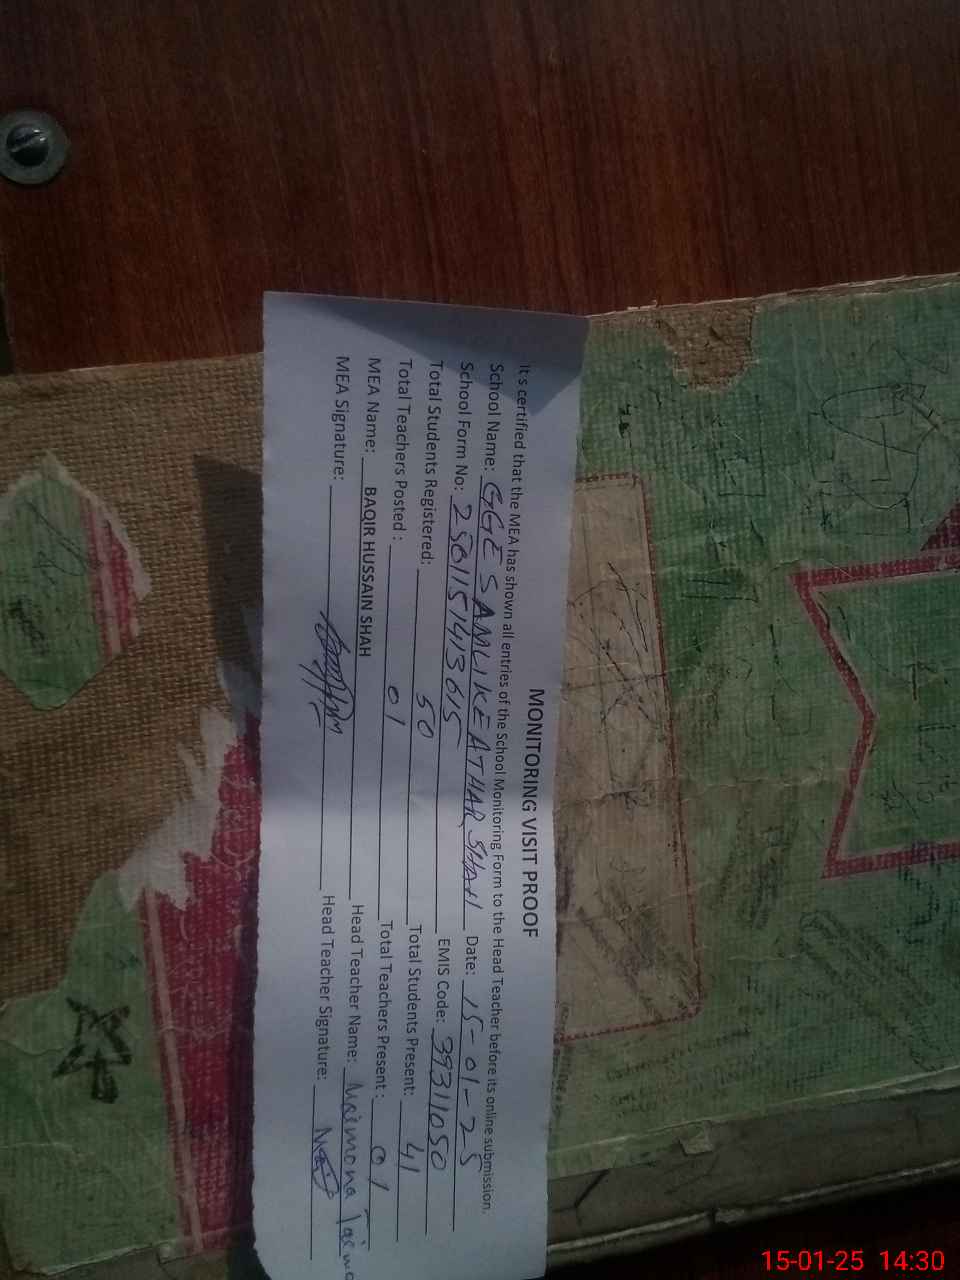 MONITORING VISIT PROOF
It's certified that the MEA has shown all entries of the School Monitoring Form to the Head Teacher before its online submission.
School Name: GGES AMLIKE ATHAR SHAH Date: 15-01-25
School Form No: 2501151413615 EMIS Code: 39311050
Total Students Registered: 50 Total Students Present: 41
Total Teachers Posted : 01 Total Teachers Present : 01
MEA Name: BAQIR HUSSAIN SHAH Head Teacher Name: Maimona
MEA Signature: Head Teacher Signature:
15-01-25 14:30